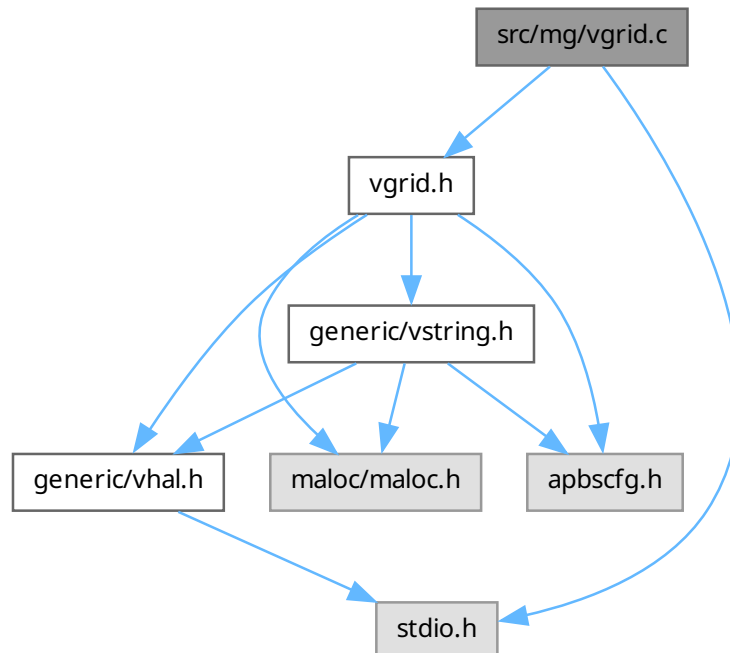 src/mg/vgrid.c
vgrid.h
generic/vstring.h
generic/vhal.h
maloc/maloc.h
apbscfg.h
stdio.h